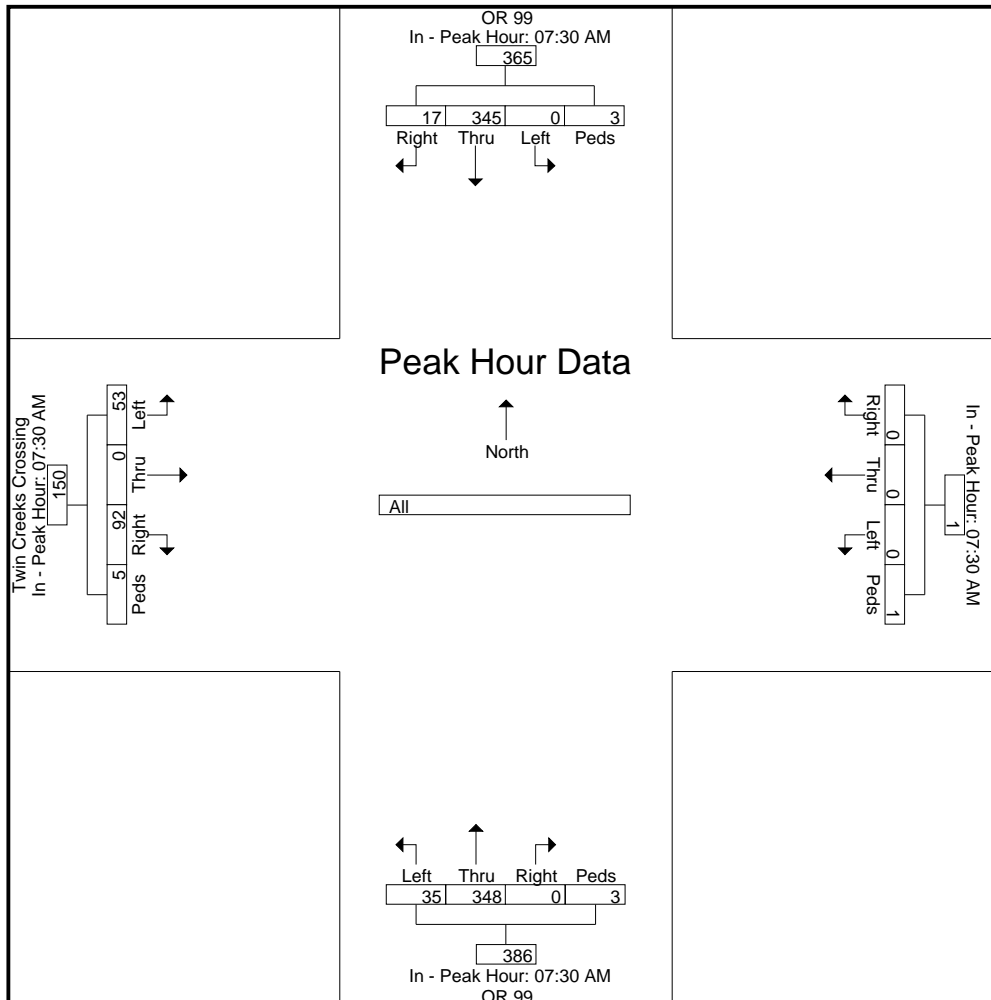 OR 99
In - Peak Hour: 07:30 AM
365
17 345 0 3
Right Thru Left Peds
Peak Hour Data
North
All
Twin Creeks Crossing
In - Peak Hour: 07:30 AM
150
53 0 92 5
Left Thru Right Peds
In - Peak Hour: 07:30 AM
1
0 0 0 1
Right Thru Left Peds
Left Thru Right Peds
35 348 0 3
386
In - Peak Hour: 07:30 AM
OR 99